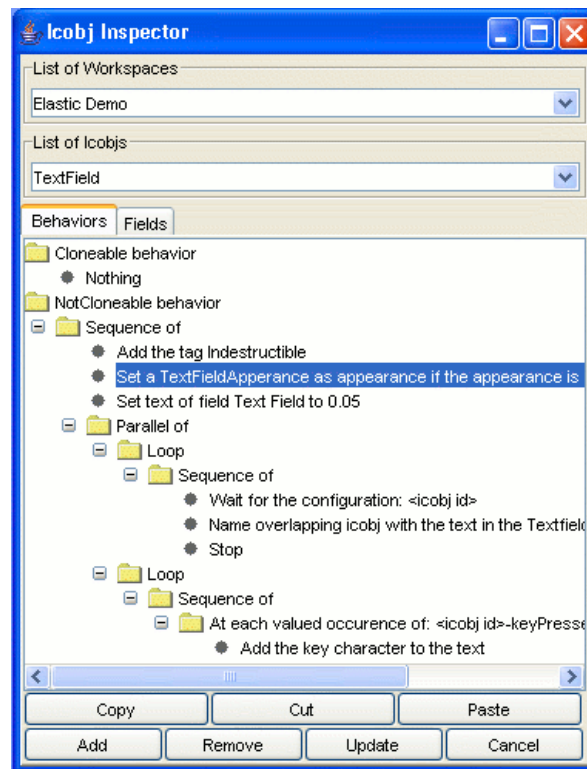 Icobj Inspector
List of Workspaces
Elastic Demo
List of Icobjs
TextField
Behaviors Fields
Cloneable behavior
Nothing
NotCloneable behavior
Sequence of
Add the tag Indestructible
Set a TextFieldApperance as appearance if the appearance is
Set text of field Text Field to 0.05
Parallel of
Loop
Sequence of
Wait for the configuration: <icobj id>
Name overlapping icobj with the text in the Textfield
Stop
Loop
Sequence of
At each valued occurence of: <icobj id>-keyPresse
Add the key character to the text
Copy Cut Paste
Add Remove Update Cancel